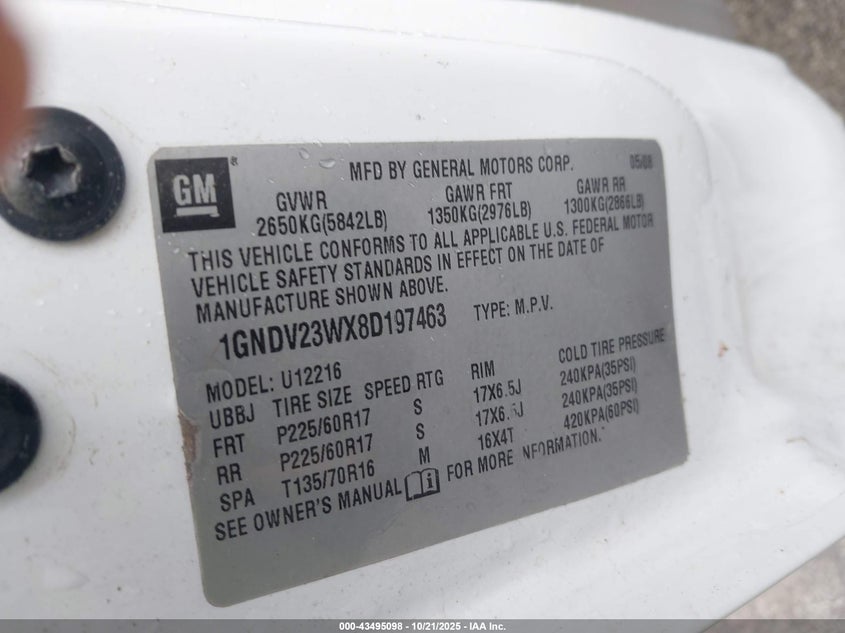 GM
MFD BY GENERAL MOTORS CORP. 05/08
GVWR GAWR FRT GAWR RR
2650KG(5842LB) 1350KG(2976LB) 1300KG(2866LB)
THIS VEHICLE CONFORMS TO ALL APPLICABLE U.S. FEDERAL MOTOR
VEHICLE SAFETY STANDARDS IN EFFECT ON THE DATE OF
MANUFACTURE SHOWN ABOVE.
1GNDV23WX8D197463 TYPE: M.P.V.
MODEL: U12216
UBBJ TIRE SIZE SPEED RTG RIM COLD TIRE PRESSURE
FRT P225/60R17 S 17X6.5J 240KPA(35PSI)
RR P225/60R17 S 17X6.5J 240KPA(35PSI)
SPA T135/70R16 M 16X4T 420KPA(60PSI)
SEE OWNER'S MANUAL FOR MORE INFORMATION.
000-43495098 - 10/21/2025 - IAA Inc.